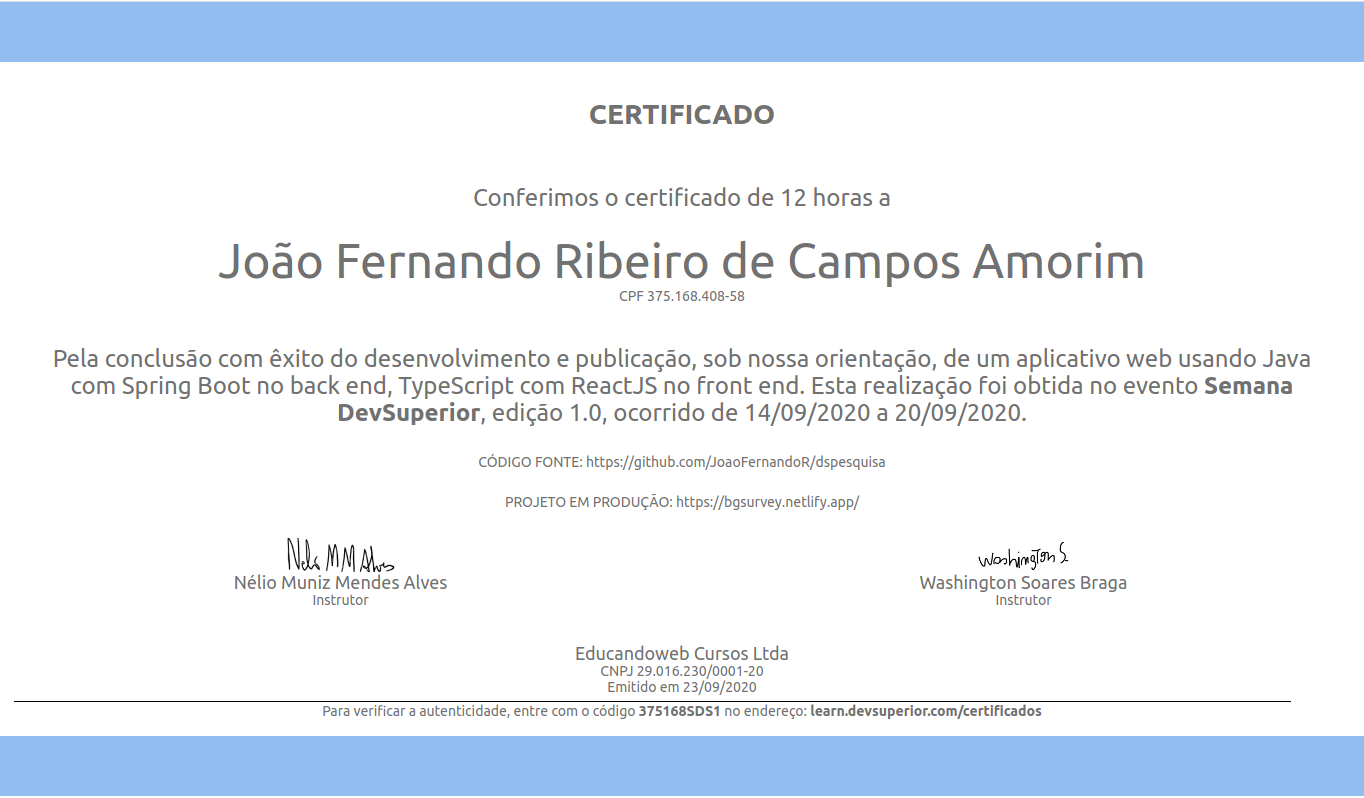 CERTIFICADO
Conferimos o certificado de 12 horas a
João Fernando Ribeiro de Campos Amorim
CPF 375.168.408-58
Pela conclusão com êxito do desenvolvimento e publicação, sob nossa orientação, de um aplicativo web usando Java
com Spring Boot no back end, TypeScript com ReactJS no front end. Esta realização foi obtida no evento Semana
DevSuperior, edição 1.0, ocorrido de 14/09/2020 a 20/09/2020.
CÓDIGO FONTE: https://github.com/JoaoFernandoR/dspesquisa
PROJETO EM PRODUÇÃO: https://bgsurvey.netlify.app/
Nélio M M Alves
Washington S.
Nélio Muniz Mendes Alves
Washington Soares Braga
Instrutor
Instrutor
Educandoweb Cursos Ltda
CNPJ 29.016.230/0001-20
Emitido em 23/09/2020
Para verificar a autenticidade, entre com o código 375168SDS1 no endereço: learn.devsuperior.com/certificados